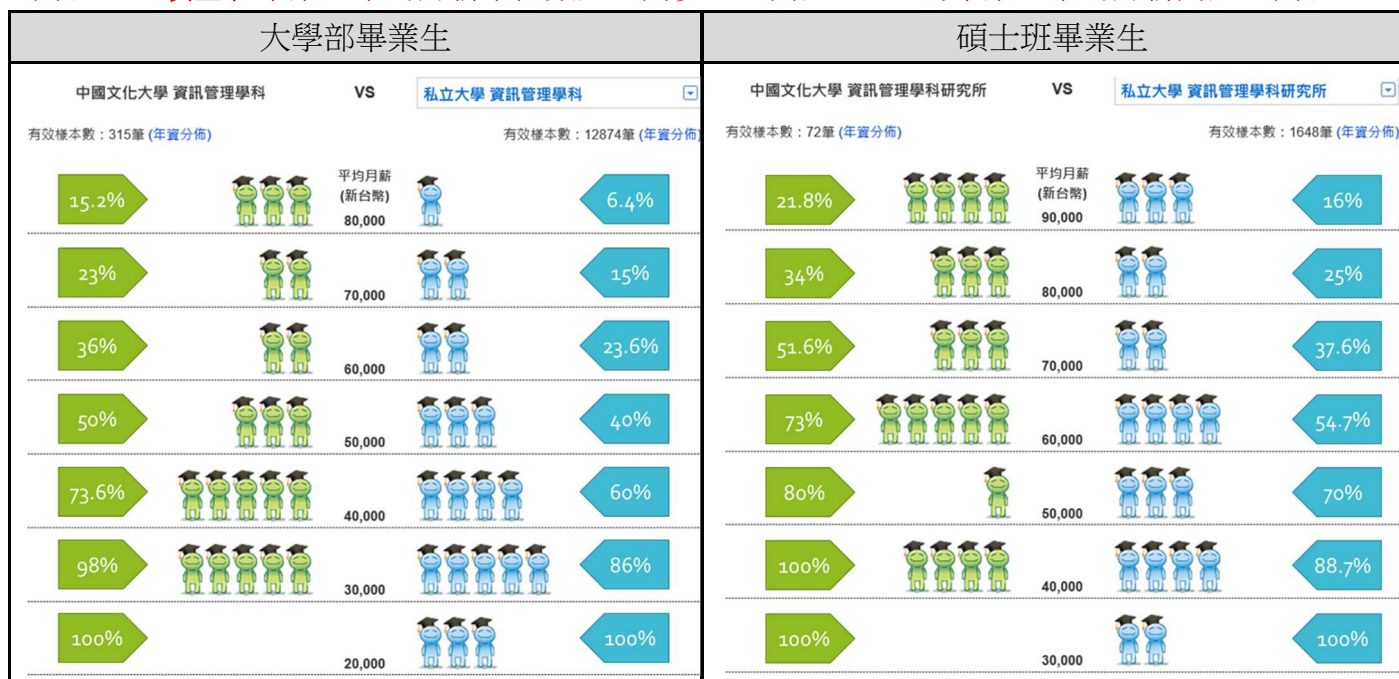 大學部畢業生
碩士班畢業生
中國文化大學 資訊管理學科 VS 私立大學 資訊管理學科
有效樣本數：315筆 (年資分佈) 有效樣本數：12874筆 (年資分佈)
平均月薪
(新台幣)
15.2% 80,000 6.4%
23% 70,000 15%
36% 60,000 23.6%
50% 50,000 40%
73.6% 40,000 60%
98% 30,000 86%
100% 20,000 100%
中國文化大學 資訊管理學科研究所 VS 私立大學 資訊管理學科研究所
有效樣本數：72筆 (年資分佈) 有效樣本數：1648筆 (年資分佈)
平均月薪
(新台幣)
21.8% 90,000 16%
34% 80,000 25%
51.6% 70,000 37.6%
73% 60,000 54.7%
80% 50,000 70%
100% 40,000 88.7%
100% 30,000 100%